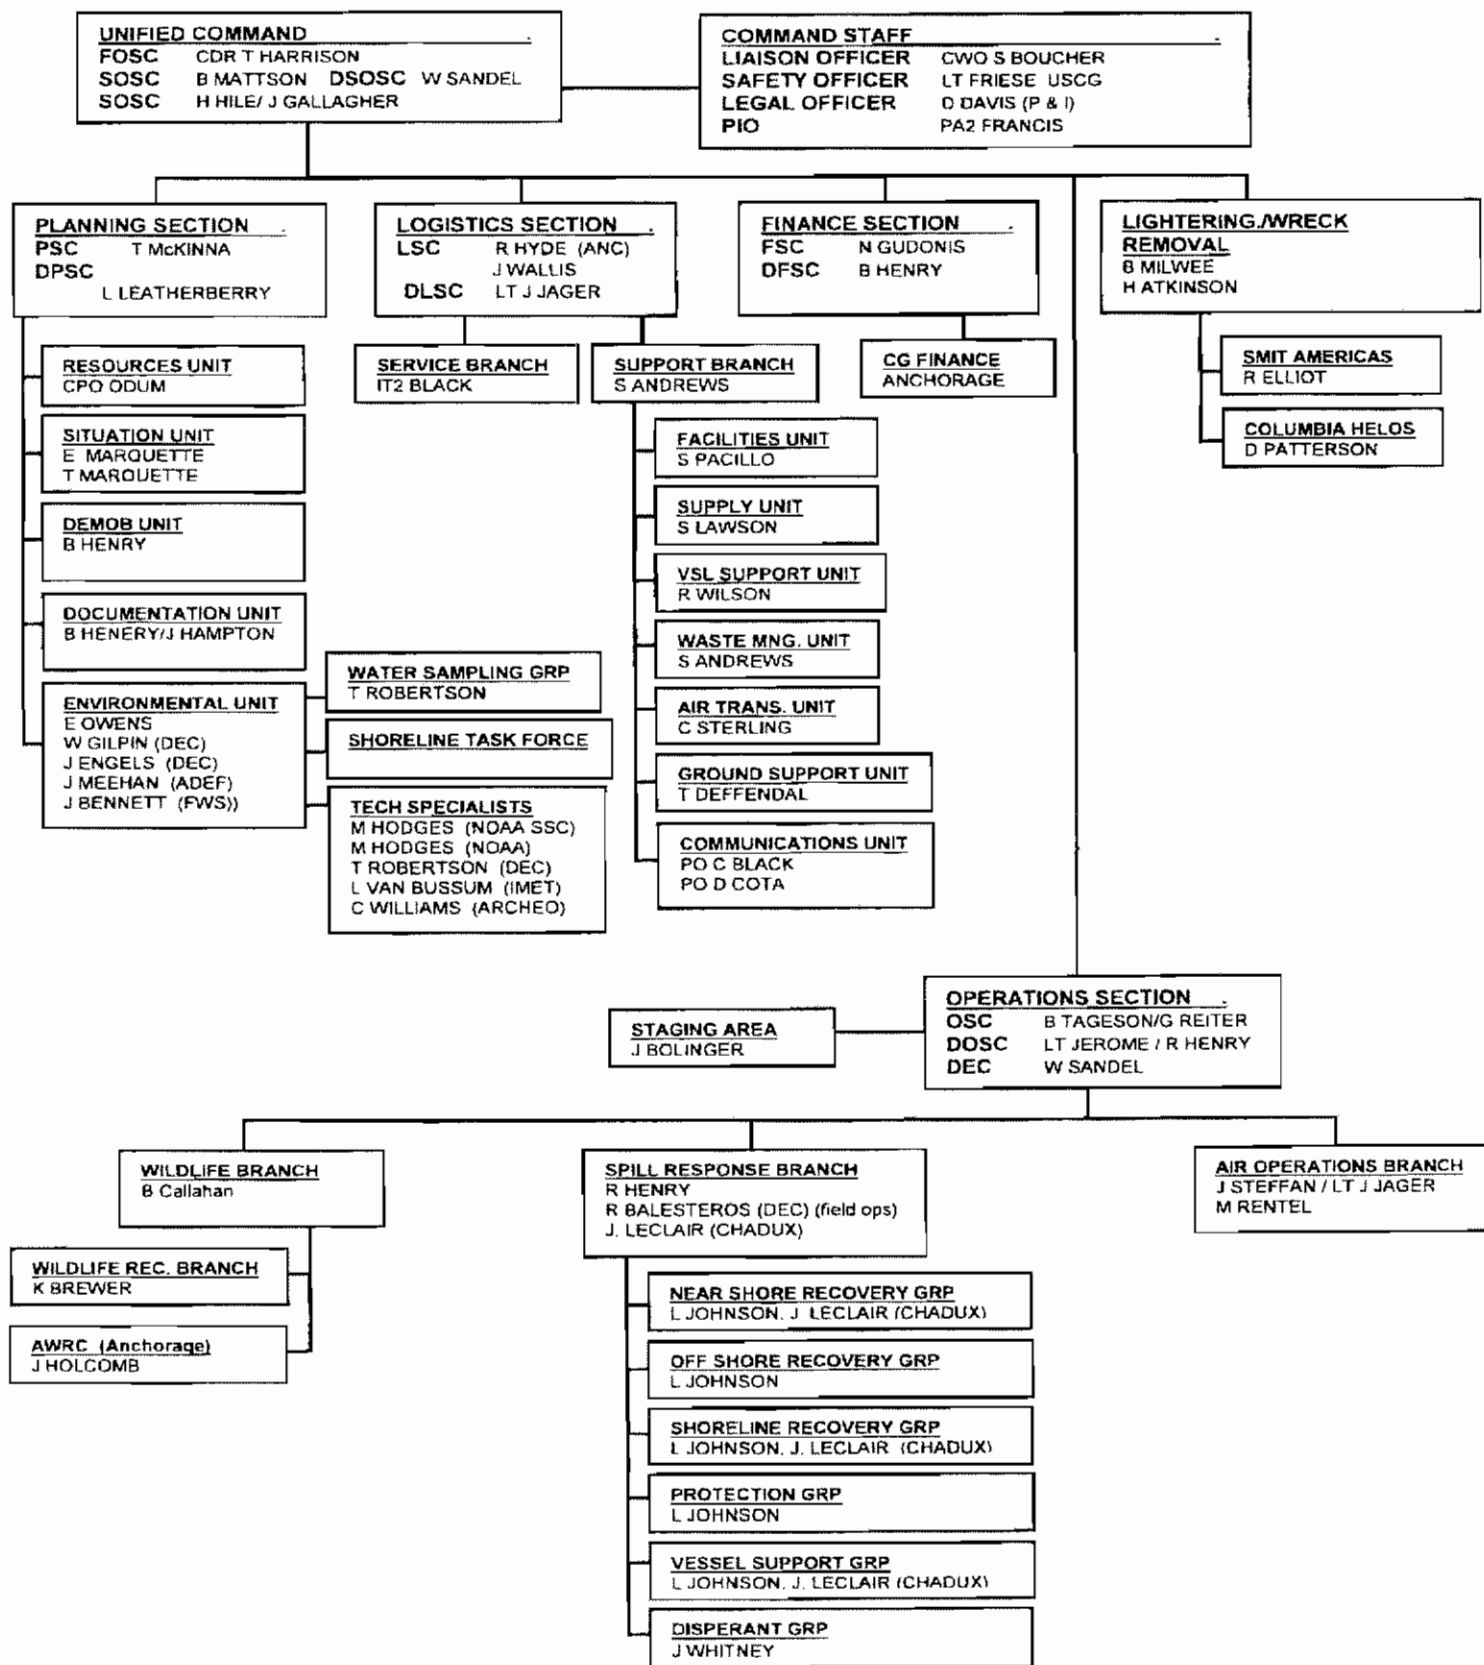 UNIFIED COMMAND .
FOSC CDR T HARRISON
SOSC B MATTSON DSOSC W SANDEL
SOSC H HILE/ J GALLAGHER
COMMAND STAFF .
LIAISON OFFICER CWO S BOUCHER
SAFETY OFFICER LT FRIESE USCG
LEGAL OFFICER D DAVIS (P & I)
PIO PA2 FRANCIS
PLANNING SECTION .
PSC T McKINNA
DPSC
L LEATHERBERRY
LOGISTICS SECTION .
LSC R HYDE (ANC)
J WALLIS
DLSC LT J JAGER
FINANCE SECTION .
FSC N GUDONIS
DFSC B HENRY
LIGHTERING./WRECK
REMOVAL
B MILWEE
H ATKINSON
RESOURCES UNIT
CPO ODUM
SITUATION UNIT
E MARQUETTE
T MARQUETTE
DEMOB UNIT
B HENRY
DOCUMENTATION UNIT
B HENERY/J HAMPTON
ENVIRONMENTAL UNIT
E OWENS
W GILPIN (DEC)
J ENGELS (DEC)
J MEEHAN (ADEF)
J BENNETT (FWS))
WATER SAMPLING GRP
T ROBERTSON
SHORELINE TASK FORCE
TECH SPECIALISTS
M HODGES (NOAA SSC)
M HODGES (NOAA)
T ROBERTSON (DEC)
L VAN BUSSUM (IMET)
C WILLIAMS (ARCHEO)
SERVICE BRANCH
IT2 BLACK
SUPPORT BRANCH
S ANDREWS
FACILITIES UNIT
S PACILLO
SUPPLY UNIT
S LAWSON
VSL SUPPORT UNIT
R WILSON
WASTE MNG. UNIT
S ANDREWS
AIR TRANS. UNIT
C STERLING
GROUND SUPPORT UNIT
T DEFFENDAL
COMMUNICATIONS UNIT
PO C BLACK
PO D COTA
CG FINANCE
ANCHORAGE
SMIT AMERICAS
R ELLIOT
COLUMBIA HELOS
D PATTERSON
OPERATIONS SECTION .
OSC B TAGESON/G REITER
DOSC LT JEROME / R HENRY
DEC W SANDEL
STAGING AREA
J BOLINGER
WILDLIFE BRANCH
B Callahan
WILDLIFE REC. BRANCH
K BREWER
AWRC (Anchorage)
J HOLCOMB
SPILL RESPONSE BRANCH
R HENRY
R BALESTEROS (DEC) (field ops)
J. LECLAIR (CHADUX)
NEAR SHORE RECOVERY GRP
L JOHNSON, J LECLAIR (CHADUX)
OFF SHORE RECOVERY GRP
L JOHNSON
SHORELINE RECOVERY GRP
L JOHNSON, J. LECLAIR (CHADUX)
PROTECTION GRP
L JOHNSON
VESSEL SUPPORT GRP
L JOHNSON, J. LECLAIR (CHADUX)
DISPERANT GRP
J WHITNEY
AIR OPERATIONS BRANCH
J STEFFAN / LT J JAGER
M RENTEL